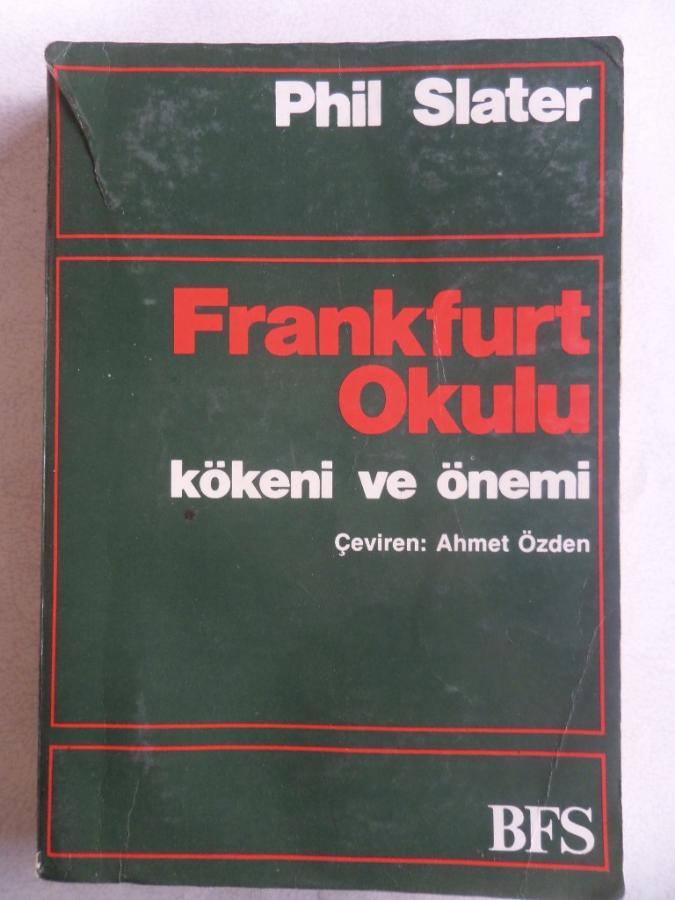 Phil Slater
Frankfurt
Okulu
kökeni ve önemi
Çeviren: Ahmet Özden
BFS